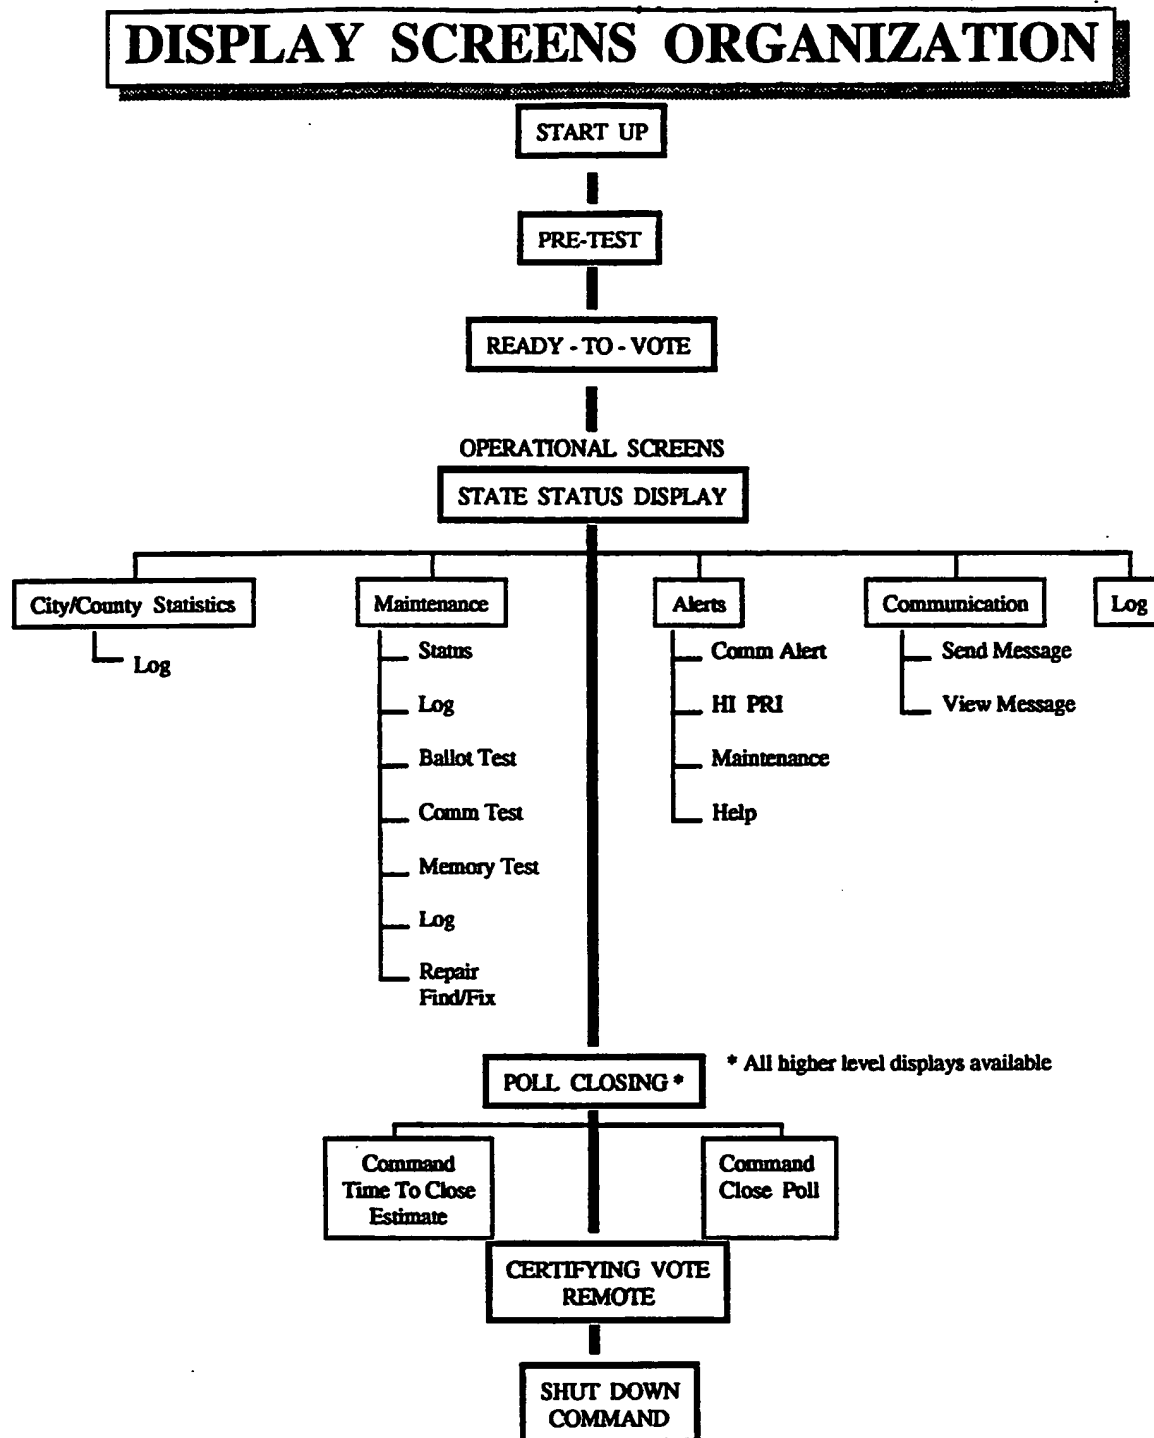 DISPLAY SCREENS ORGANIZATION
START UP
PRE-TEST
READY - TO - VOTE
OPERATIONAL SCREENS
STATE STATUS DISPLAY
City/County Statistics
Log
Maintenance
Status
Log
Ballot Test
Comm Test
Memory Test
Log
Repair
Find/Fix
Alerts
Comm Alert
HI PRI
Maintenance
Help
Communication
Send Message
View Message
Log
POLL CLOSING *
* All higher level displays available
Command
Time To Close
Estimate
Command
Close Poll
CERTIFYING VOTE
REMOTE
SHUT DOWN
COMMAND